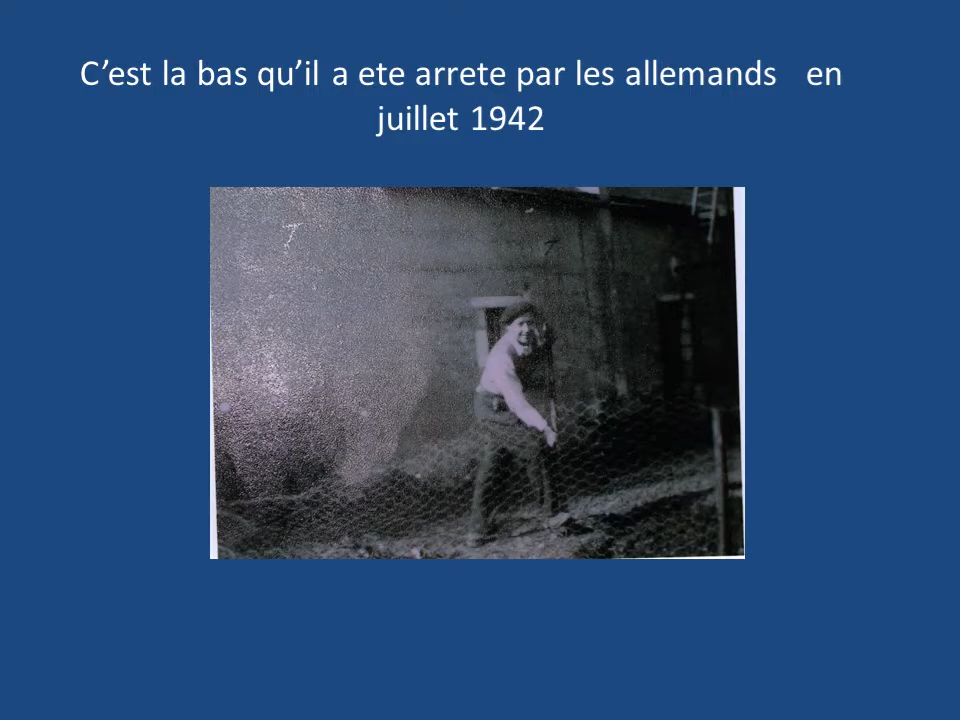 C’est la bas qu’il a ete arrete par les allemands en
juillet 1942